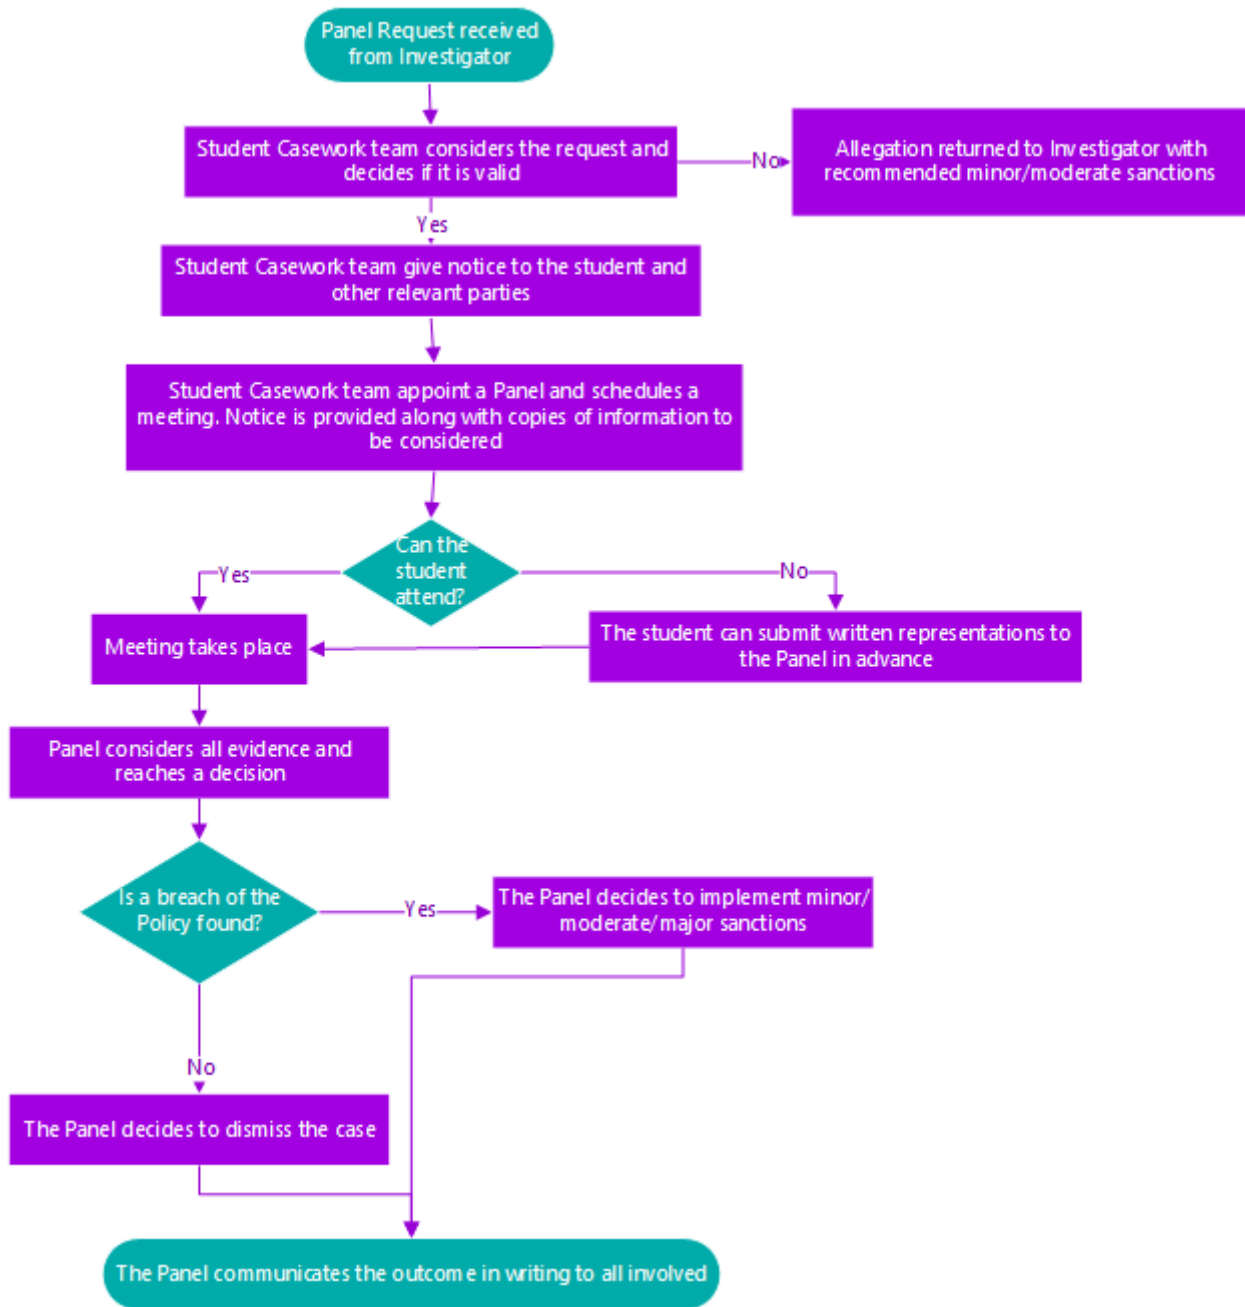 Panel Request received
from Investigator
Student Casework team considers the request and
decides if it is valid
No
Allegation returned to Investigator with
recommended minor/moderate sanctions
Yes
Student Casework team give notice to the student and
other relevant parties
Student Casework team appoint a Panel and schedules a
meeting. Notice is provided along with copies of information to
be considered
Can the
student
attend?
Yes
No
Meeting takes place
The student can submit written representations to
the Panel in advance
Panel considers all evidence and
reaches a decision
Is a breach of the
Policy found?
Yes
The Panel decides to implement minor/
moderate/major sanctions
No
The Panel decides to dismiss the case
The Panel communicates the outcome in writing to all involved